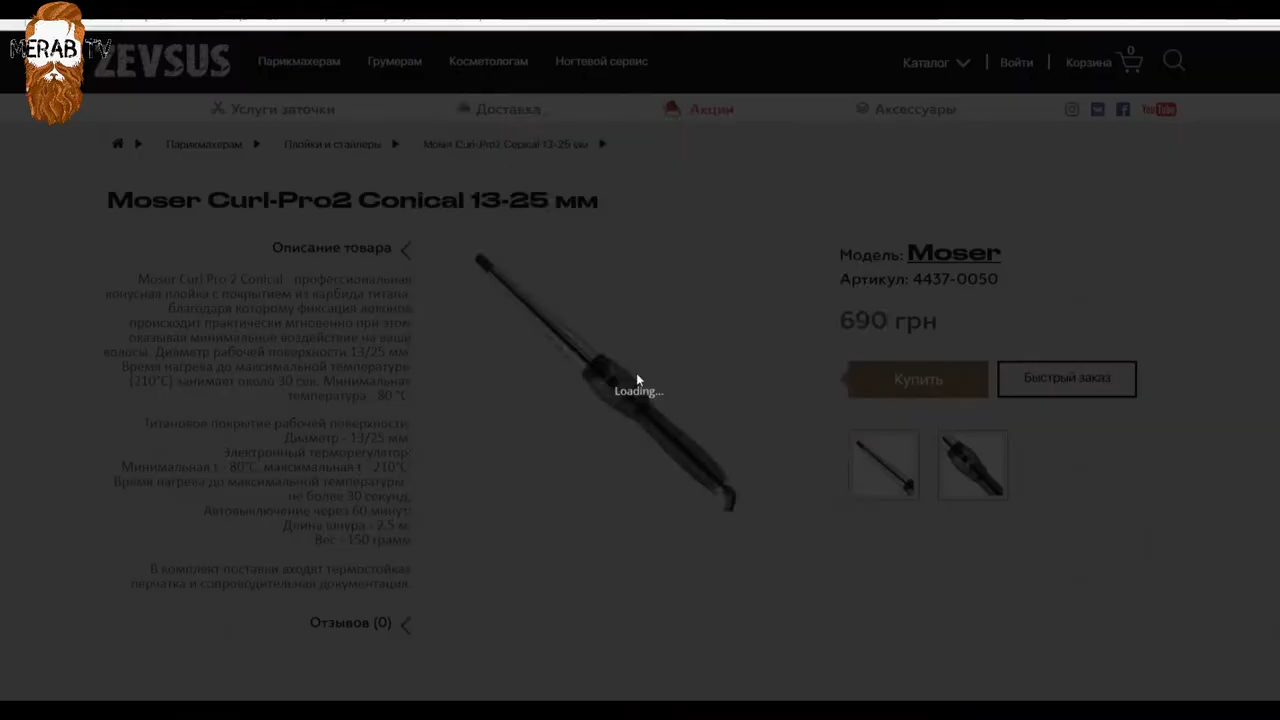 MERAB TV
ZEVSUS
Парикмахерам Грумерам Косметологам Ногтевой сервис
Каталог Войти Корзина 0
Услуги заточки Доставка Акции Аксессуары YouTube
Парикмахерам Плойки и стайлеры Moser Curl-Pro2 Conical 13-25 мм
Moser Curl-Pro2 Conical 13-25 мм
Описание товара
Moser Curl Pro 2 Conical - профессиональная
конусная плойка с покрытием из карбида титана,
благодаря которому фиксация локонов
происходит практически мгновенно при этом
оказывая минимальное воздействие на ваше
волосы. Диаметр рабочей поверхности 13/25 мм.
Время нагрева до максимальной температуре
(210°C) занимает около 30 сек. Минимальная
температура - 80 °C.
Титановое покрытие рабочей поверхности.
Диаметр - 13/25 мм.
Электронный терморегулятор.
Минимальная t - 80°C, максимальная t - 210°C.
Время нагрева до максимальной температуры -
не более 30 секунд.
Автовыключение через 60 минут.
Длина шнура - 2,5 м.
Вес - 150 грамм
В комплект поставки входят термостойкая
перчатка и сопроводительная документация.
Отзывов (0)
Loading...
Модель: Moser
Артикул: 4437-0050
690 грн
Купить Быстрый заказ